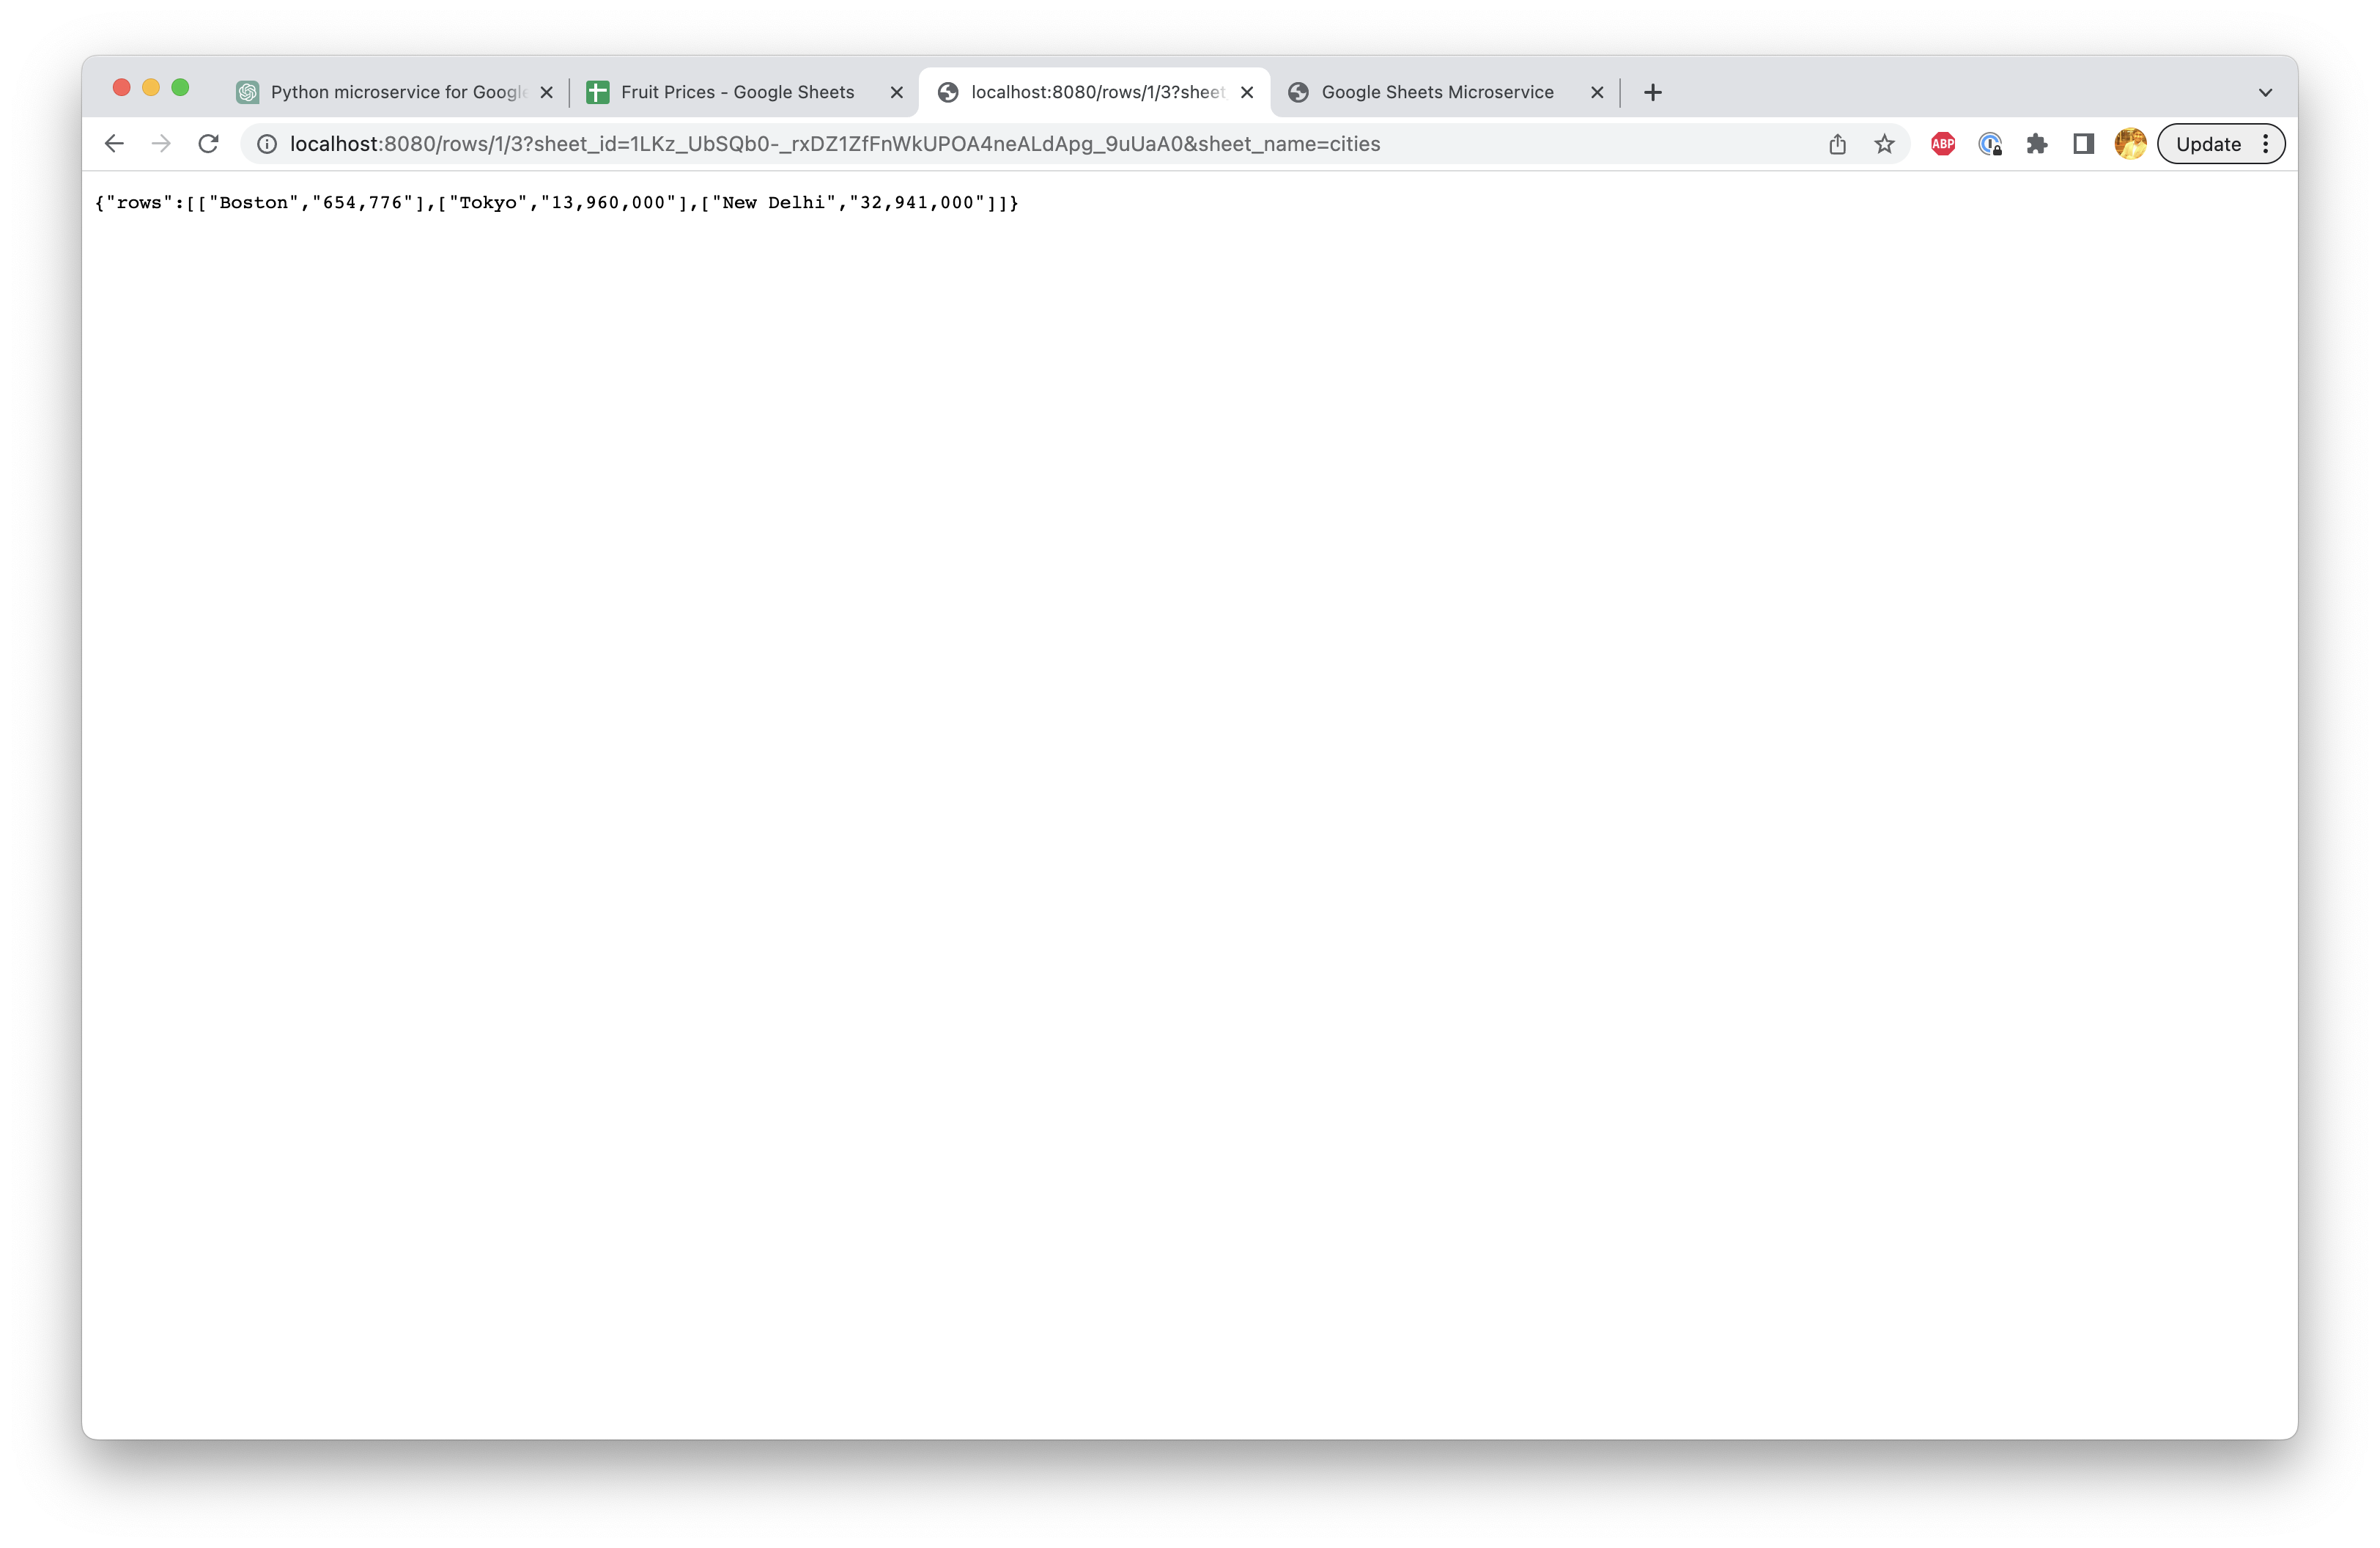 Python microservice for Google
Fruit Prices - Google Sheets
localhost:8080/rows/1/3?sheet
Google Sheets Microservice
localhost:8080/rows/1/3?sheet_id=1LKz_UbSQb0-_rxDZ1ZfFnWkUPOA4neALdApg_9uUaA0&sheet_name=cities
ABP
Update
{"rows":[["Boston","654,776"],["Tokyo","13,960,000"],["New Delhi","32,941,000"]]}